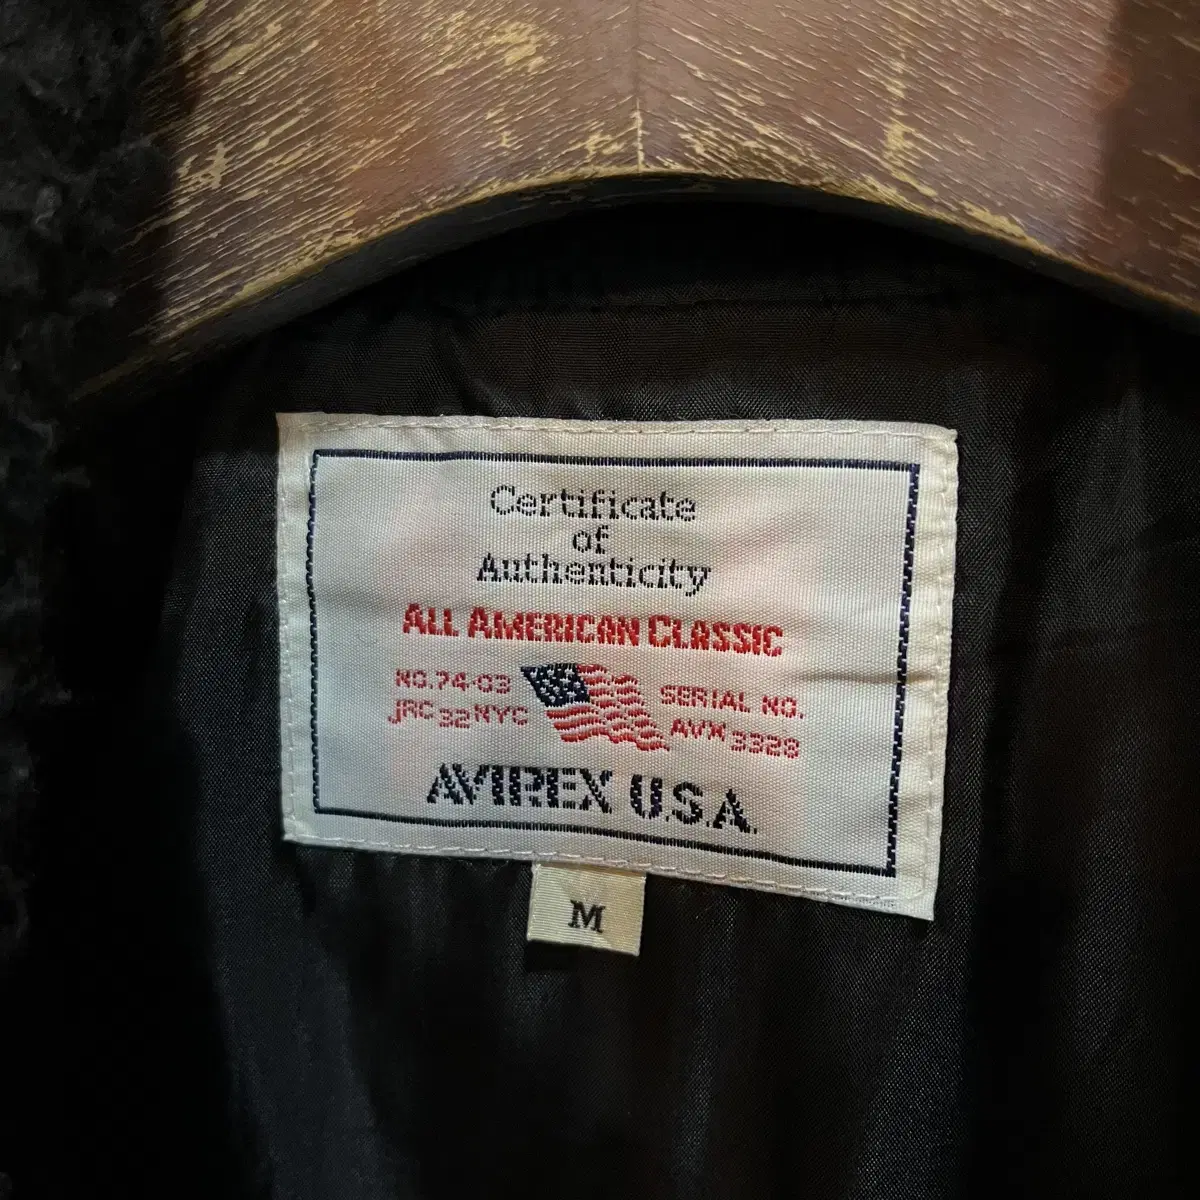 Certificate
of
Authenticity
ALL AMERICAN CLASSIC
NO.74-03
JRC 32 NYC
SERIAL NO.
AVX 3328
AVIREX U.S.A.
M